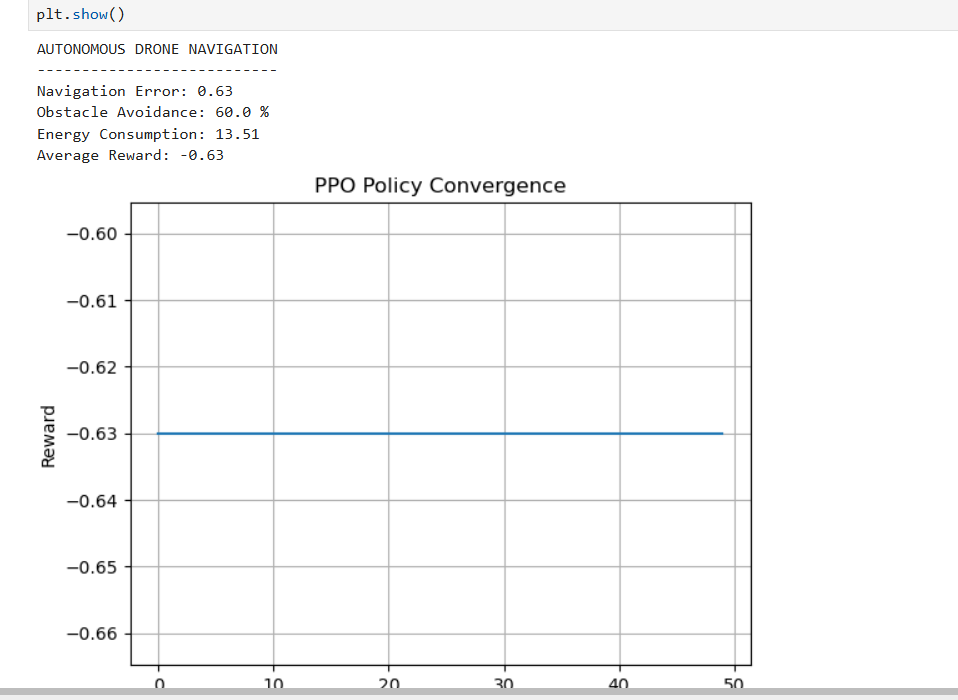 plt.show()
AUTONOMOUS DRONE NAVIGATION
---------------------------
Navigation Error: 0.63
Obstacle Avoidance: 60.0 %
Energy Consumption: 13.51
Average Reward: -0.63
PPO Policy Convergence
−0.60
−0.61
−0.62
−0.63
−0.64
−0.65
−0.66
Reward
0 10 20 30 40 50